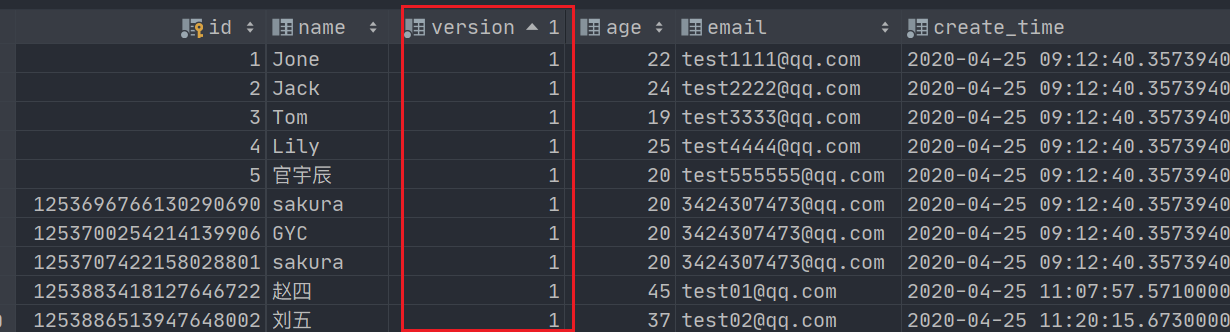 id name version 1 age email create_time
1 Jone 1 22 test1111@qq.com 2020-04-25 09:12:40.3573940
2 Jack 1 24 test2222@qq.com 2020-04-25 09:12:40.3573940
3 Tom 1 19 test3333@qq.com 2020-04-25 09:12:40.3573940
4 Lily 1 25 test4444@qq.com 2020-04-25 09:12:40.3573940
5 官宇辰 1 20 test555555@qq.com 2020-04-25 09:12:40.3573940
1253696766130290690 sakura 1 20 3424307473@qq.com 2020-04-25 09:12:40.3573940
1253700254214139906 GYC 1 20 3424307473@qq.com 2020-04-25 09:12:40.3573940
1253707422158028801 sakura 1 20 3424307473@qq.com 2020-04-25 09:12:40.3573940
1253883418127646722 赵四 1 45 test01@qq.com 2020-04-25 11:07:57.5710000
1253886513947648002 刘五 1 37 test02@qq.com 2020-04-25 11:20:15.6730000